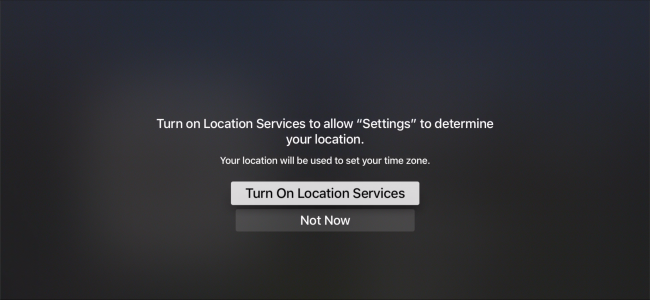 Turn on Location Services to allow “Settings” to determine
your location.
Your location will be used to set your time zone.
Turn On Location Services
Not Now